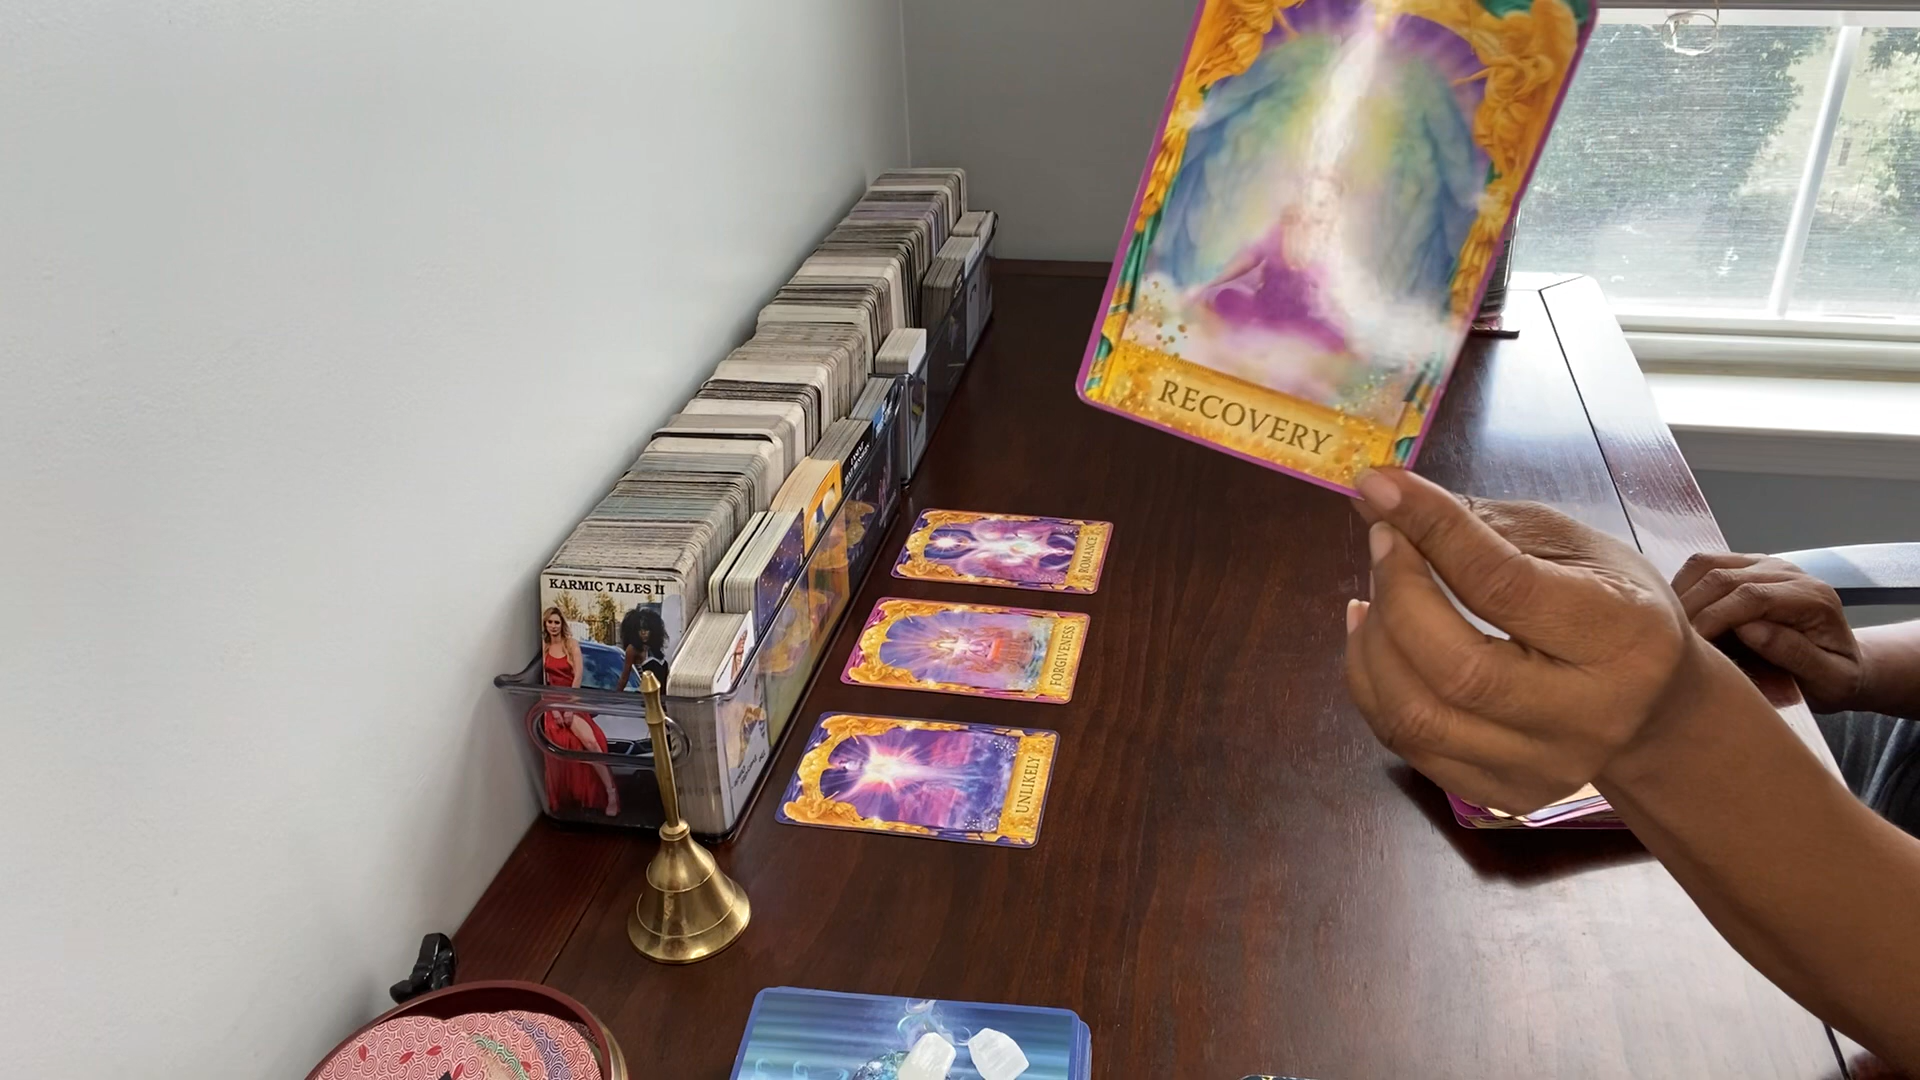 RECOVERY
ROMANCE
FORGIVENESS
UNLIKELY
KARMIC TALES II